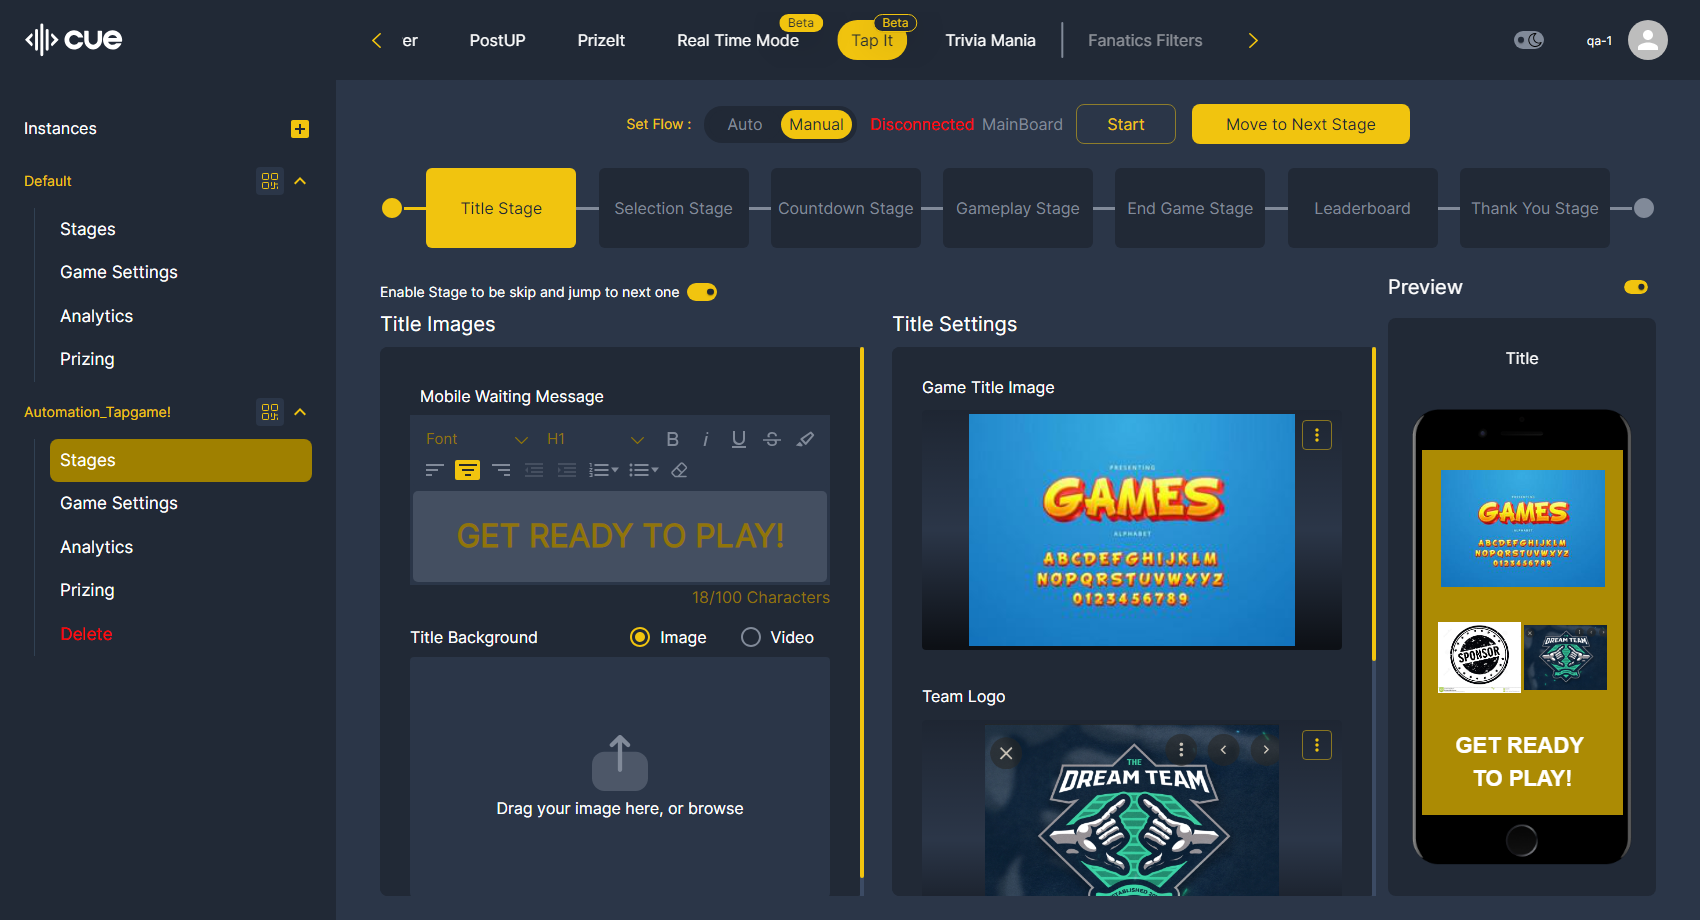 cue
er
PostUP
PrizeIt
Real Time Mode
Beta
Tap It
Beta
Trivia Mania
Fanatics Filters
qa-1
Instances
Default
Stages
Game Settings
Analytics
Prizing
Automation_Tapgame!
Stages
Game Settings
Analytics
Prizing
Delete
Set Flow :
Auto
Manual
Disconnected MainBoard
Start
Move to Next Stage
Title Stage
Selection Stage
Countdown Stage
Gameplay Stage
End Game Stage
Leaderboard
Thank You Stage
Enable Stage to be skip and jump to next one
Title Images
Mobile Waiting Message
Font
H1
B
i
U
S
GET READY TO PLAY!
18/100 Characters
Title Background
Image
Video
Drag your image here, or browse
Title Settings
Game Title Image
PRESENTING
GAMES
ALPHABET
ABCDEFGHIJKLM
NOPQRSTUVWXYZ
0123456789
Team Logo
THE
DREAM TEAM
Preview
Title
PRESENTING
GAMES
ALPHABET
ABCDEFGHIJKLM
NOPQRSTUVWXYZ
0123456789
SPONSOR
DREAM TEAM
GET READY
TO PLAY!